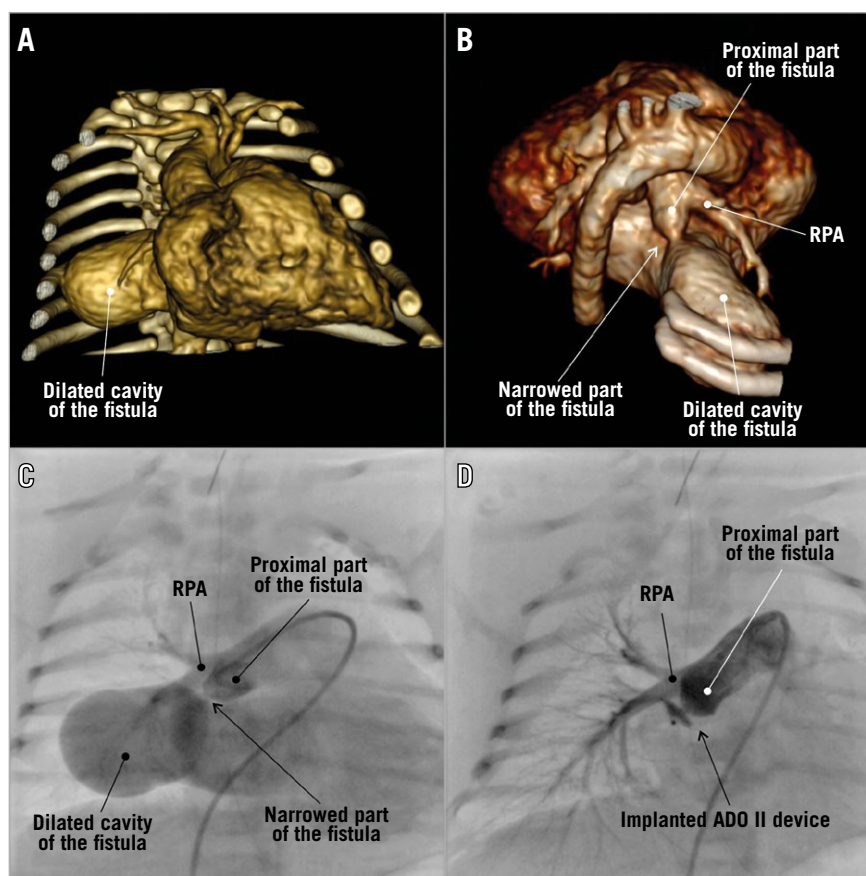 A
Dilated cavity
of the fistula
B
Proximal part
of the fistula
RPA
Narrowed part
of the fistula
Dilated cavity
of the fistula
C
Proximal part
of the fistula
RPA
Dilated cavity
of the fistula
Narrowed part
of the fistula
D
Proximal part
of the fistula
RPA
Implanted ADO II device